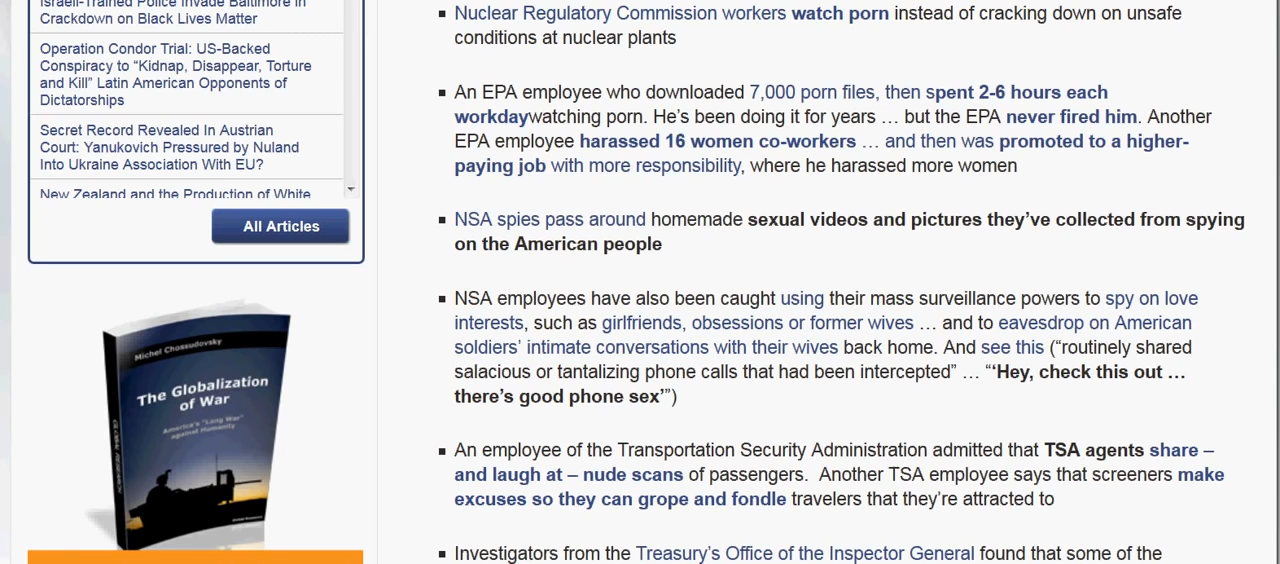 Israeli-Trained Police Invade Baltimore in
Crackdown on Black Lives Matter
Operation Condor Trial: US-Backed
Conspiracy to “Kidnap, Disappear, Torture
and Kill” Latin American Opponents of
Dictatorships
Secret Record Revealed In Austrian
Court: Yanukovich Pressured by Nuland
Into Ukraine Association With EU?
New Zealand and the Production of White
All Articles
Michel Chossudovsky
The Globalization
of War
America's "Long War"
against Humanity
Nuclear Regulatory Commission workers watch porn instead of cracking down on unsafe
conditions at nuclear plants
An EPA employee who downloaded 7,000 porn files, then spent 2-6 hours each
workdaywatching porn. He’s been doing it for years … but the EPA never fired him. Another
EPA employee harassed 16 women co-workers … and then was promoted to a higher-
paying job with more responsibility, where he harassed more women
NSA spies pass around homemade sexual videos and pictures they’ve collected from spying
on the American people
NSA employees have also been caught using their mass surveillance powers to spy on love
interests, such as girlfriends, obsessions or former wives … and to eavesdrop on American
soldiers’ intimate conversations with their wives back home. And see this (“routinely shared
salacious or tantalizing phone calls that had been intercepted” … “‘Hey, check this out …
there’s good phone sex’”)
An employee of the Transportation Security Administration admitted that TSA agents share –
and laugh at – nude scans of passengers.  Another TSA employee says that screeners make
excuses so they can grope and fondle travelers that they’re attracted to
Investigators from the Treasury’s Office of the Inspector General found that some of the